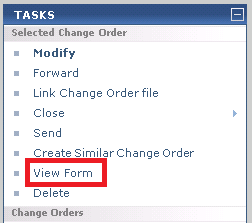 TASKS
Selected Change Order
Modify
Forward
Link Change Order file
Close
Send
Create Similar Change Order
View Form
Delete
Change Orders